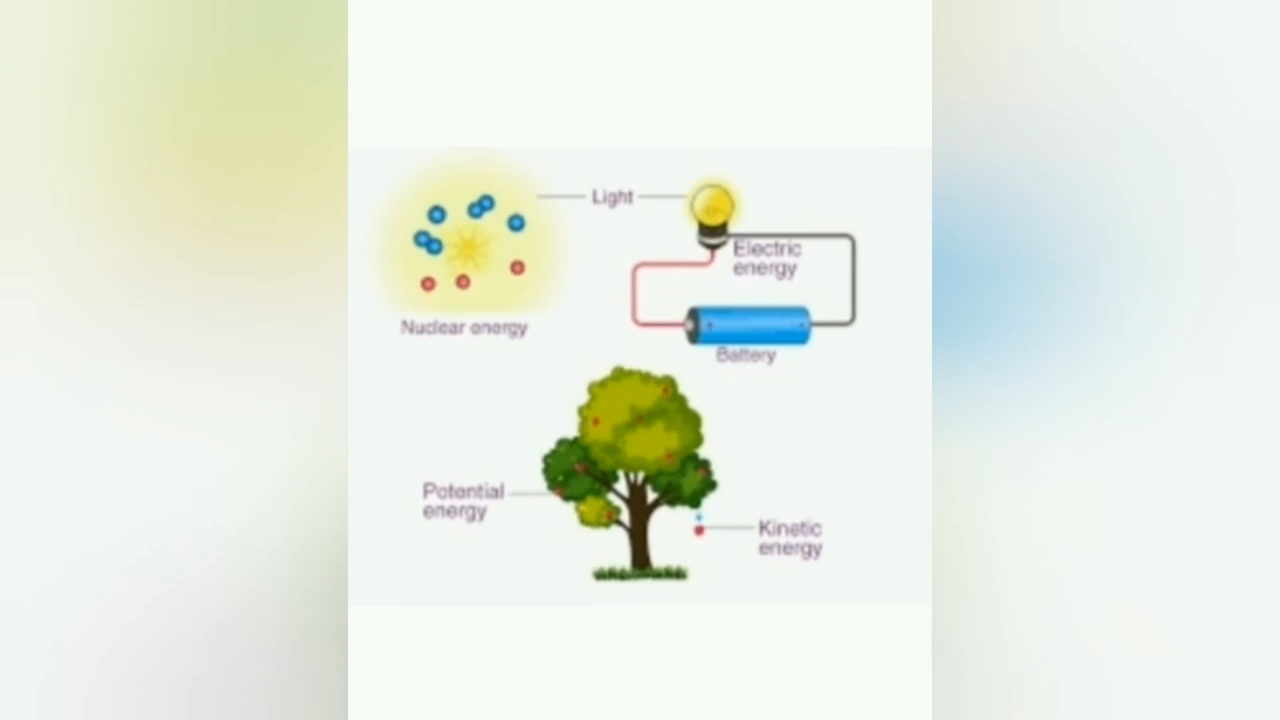 Light
Electric
energy
Nuclear energy
Battery
Potential
energy
Kinetic
energy